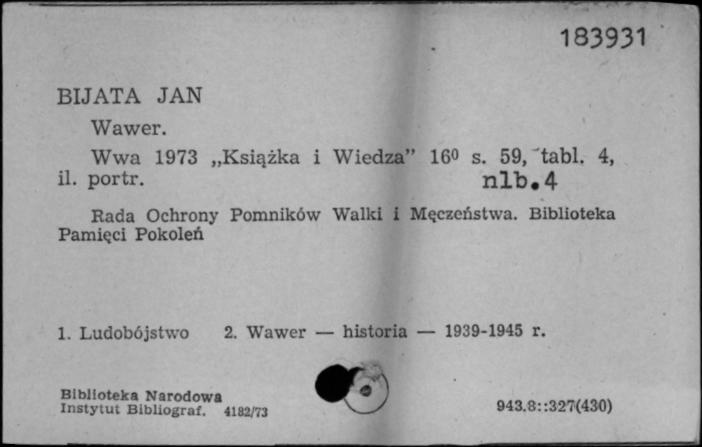 183931
BIJATA JAN
Wawer.
Wwa 1973 „Książka i Wiedza” 16⁰ s. 59, tabl. 4,
il. portr. nlb. 4
Rada Ochrony Pomników Walki i Męczeństwa. Biblioteka
Pamięci Pokoleń
1. Ludobójstwo 2. Wawer — historia — 1939-1945 r.
Biblioteka Narodowa
Instytut Bibliograf. 4182/73
943.8::327(430)